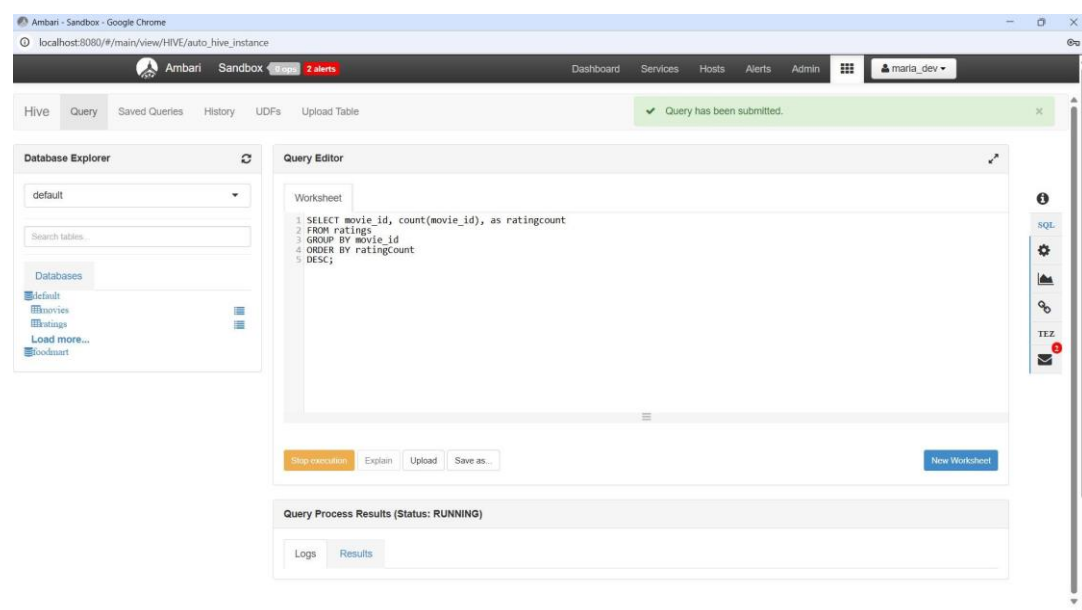 Ambari - Sandbox - Google Chrome
localhost:8080/#/main/view/HIVE/auto_hive_instance
Ambari Sandbox 0 ops 2 alerts Dashboard Services Hosts Alerts Admin maria_dev
Hive Query Saved Queries History UDFs Upload Table Query has been submitted.
Database Explorer
default
Search tables...
Databases
default
movies
ratings
Load more...
foodmart
Query Editor
Worksheet
1 SELECT movie_id, count(movie_id), as ratingcount
2 FROM ratings
3 GROUP BY movie_id
4 ORDER BY ratingCount
5 DESC;
Stop execution Explain Upload Save as... New Worksheet
Query Process Results (Status: RUNNING)
Logs Results
SQL
TEZ
2